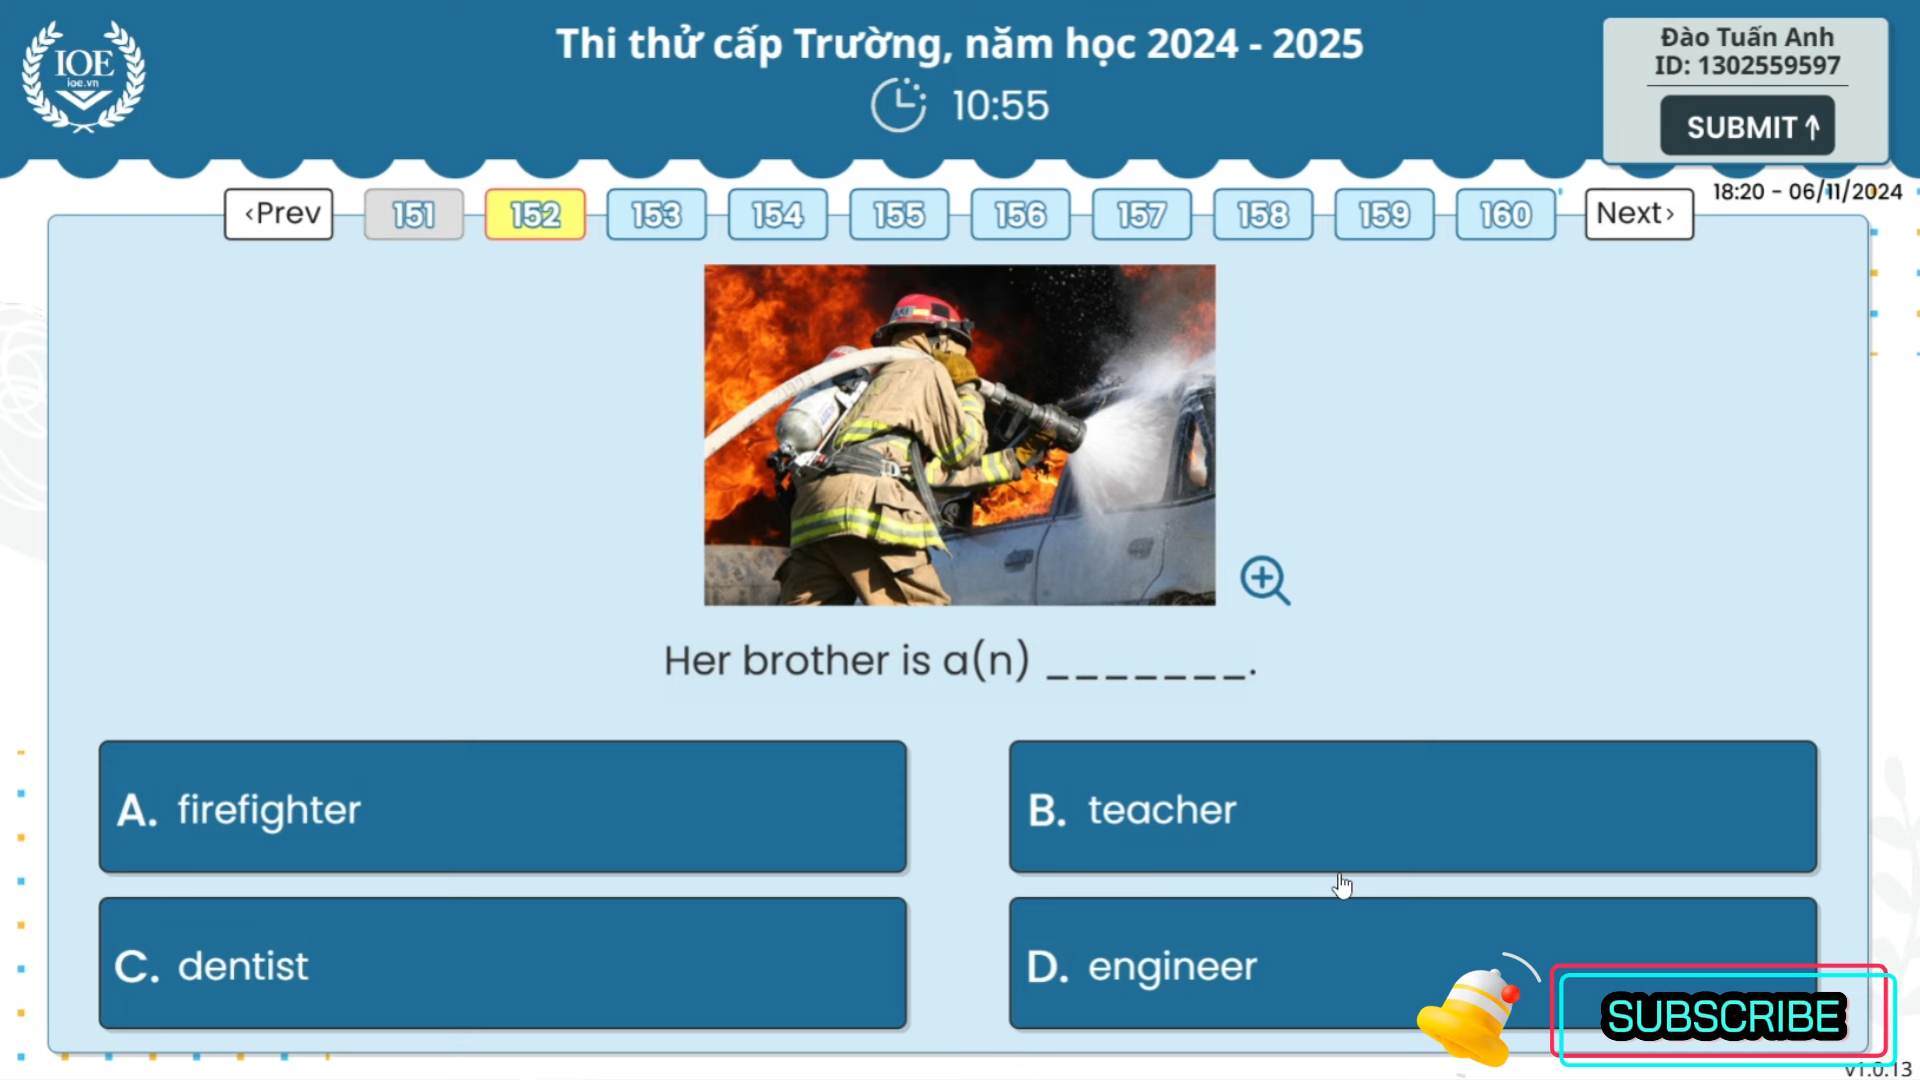 IOE
ioe.vn
Thi thử cấp Trường, năm học 2024 - 2025
10:55
Đào Tuấn Anh
ID: 1302559597
SUBMIT
18:20 - 06/11/2024
‹Prev
151
152
153
154
155
156
157
158
159
160
Next›
Her brother is a(n) _______.
A. firefighter
B. teacher
C. dentist
D. engineer
SUBSCRIBE
v1.0.13